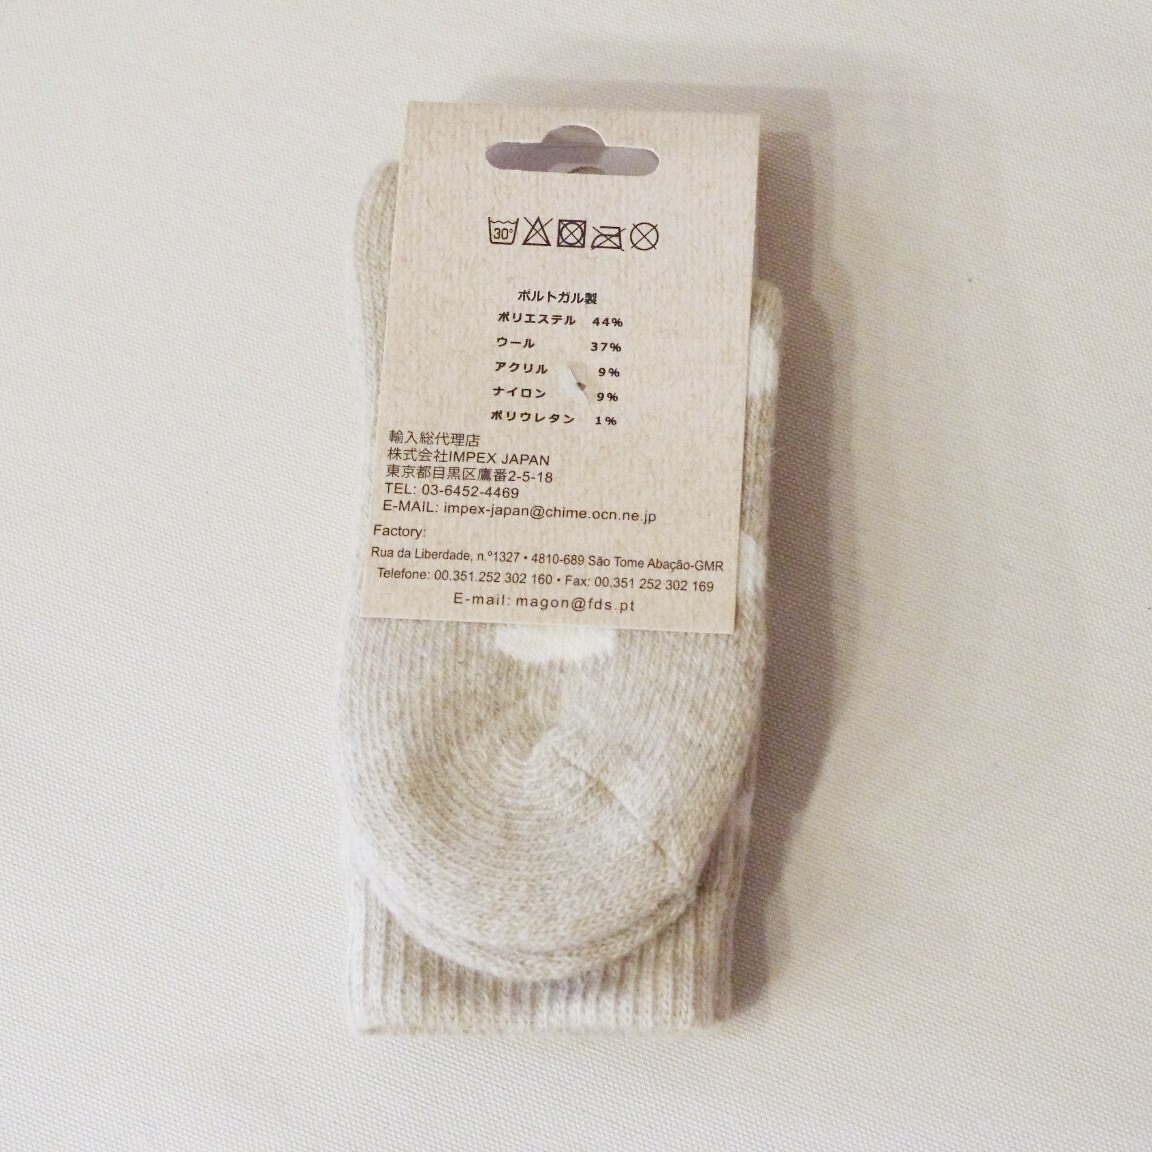 30°
ポルトガル製
ポリエステル 44%
ウール 37%
アクリル 9%
ナイロン 9%
ポリウレタン 1%
輸入総代理店
株式会社IMPEX JAPAN
東京都目黒区鷹番2-5-18
TEL: 03-6452-4469
E-MAIL: impex-japan@chime.ocn.ne.jp
Factory:
Rua da Liberdade, n.º1327 • 4810-689 São Tome Abação-GMR
Telefone: 00.351.252 302 160 • Fax: 00.351 252 302 169
E-mail: magon@fds.pt